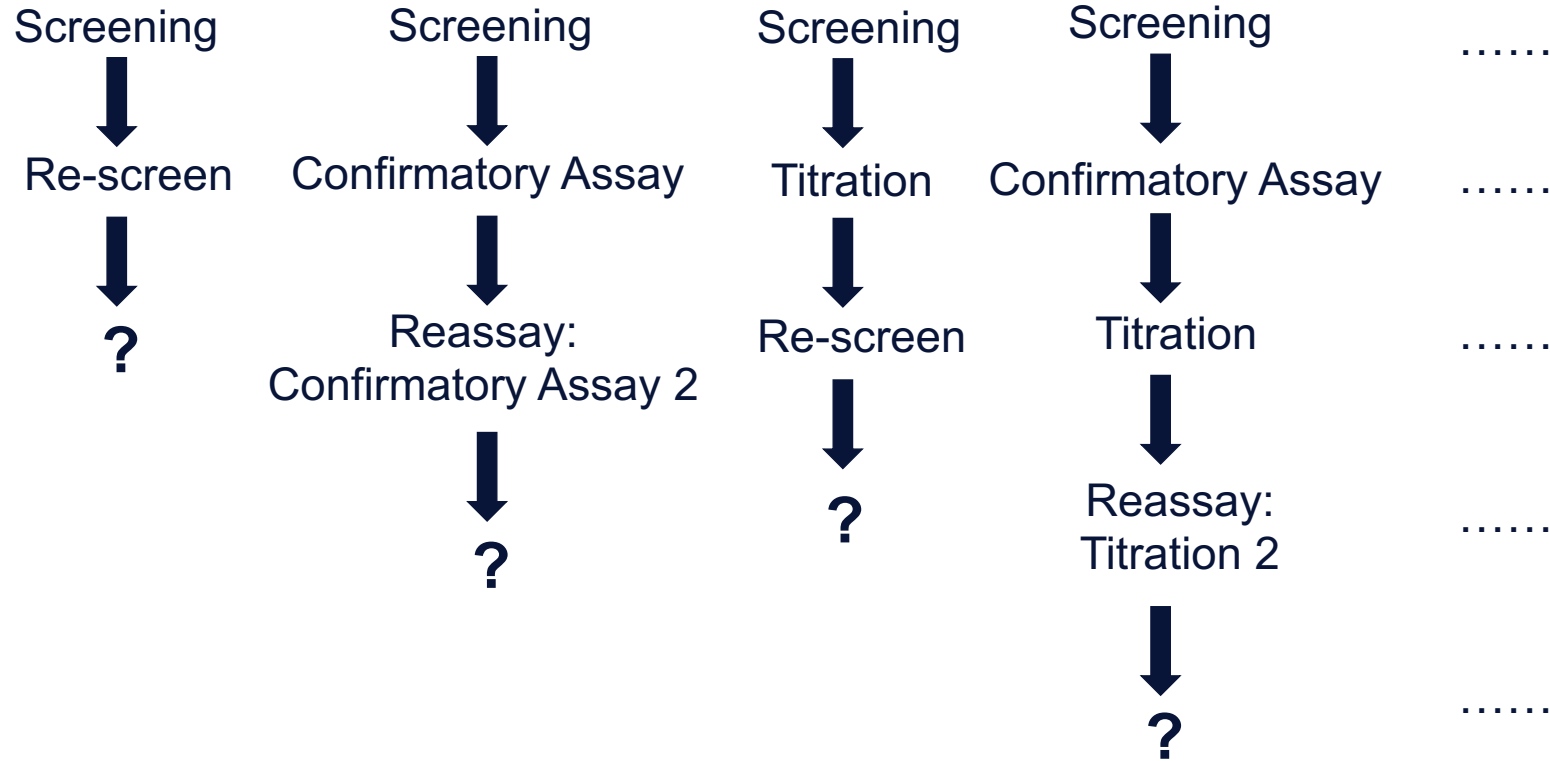 Screening
Re-screen
?
Screening
Confirmatory Assay
Reassay:
Confirmatory Assay 2
?
Screening
Titration
Re-screen
?
Screening
Confirmatory Assay
Titration
Reassay:
Titration 2
?
......
......
......
......
......